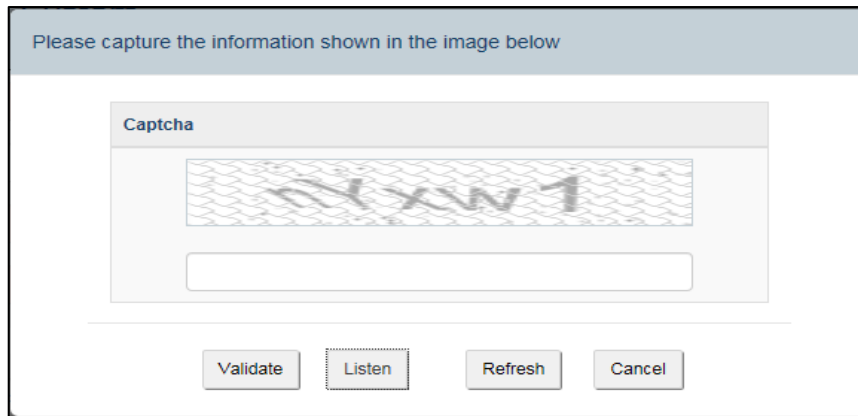 Please capture the information shown in the image below
Captcha
Validate
Listen
Refresh
Cancel